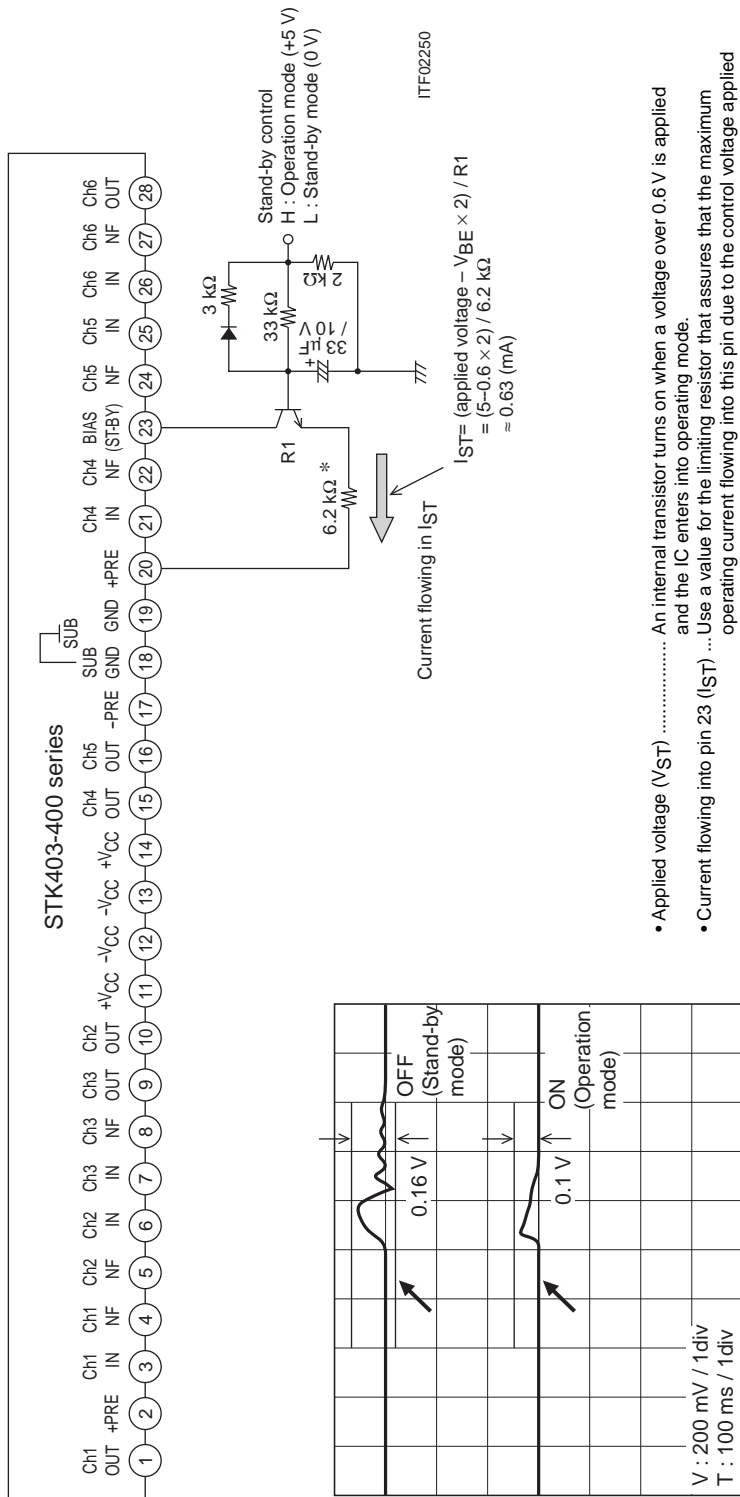 STK403-400 series
SUB
Ch1 OUT
+PRE
Ch1 IN
Ch1 NF
Ch2 NF
Ch2 IN
Ch3 IN
Ch3 NF
Ch3 OUT
Ch2 OUT
+VCC
-VCC
-VCC
+VCC
Ch4 OUT
Ch5 OUT
-PRE
SUB GND
GND
+PRE
Ch4 IN
Ch4 NF
BIAS (ST-BY)
Ch5 NF
Ch5 IN
Ch6 IN
Ch6 NF
Ch6 OUT
1 2 3 4 5 6 7 8 9 10 11 12 13 14 15 16 17 18 19 20 21 22 23 24 25 26 27 28
3 kΩ
33 kΩ
33 µF
/ 10 V
+
2 kΩ
Stand-by control
H : Operation mode (+5 V)
L : Stand-by mode (0 V)
R1
6.2 kΩ *
Current flowing in IST
IST= (applied voltage – VBE × 2) / R1
= (5–0.6 × 2) / 6.2 kΩ
≈ 0.63 (mA)
ITF02250
OFF
(Stand-by
mode)
0.16 V
ON
(Operation
mode)
0.1 V
V : 200 mV / 1div
T : 100 ms / 1div
• Applied voltage (VST) .................. An internal transistor turns on when a voltage over 0.6 V is applied
and the IC enters into operating mode.
• Current flowing into pin 23 (IST) ... Use a value for the limiting resistor that assures that the maximum
operating current flowing into this pin due to the control voltage applied